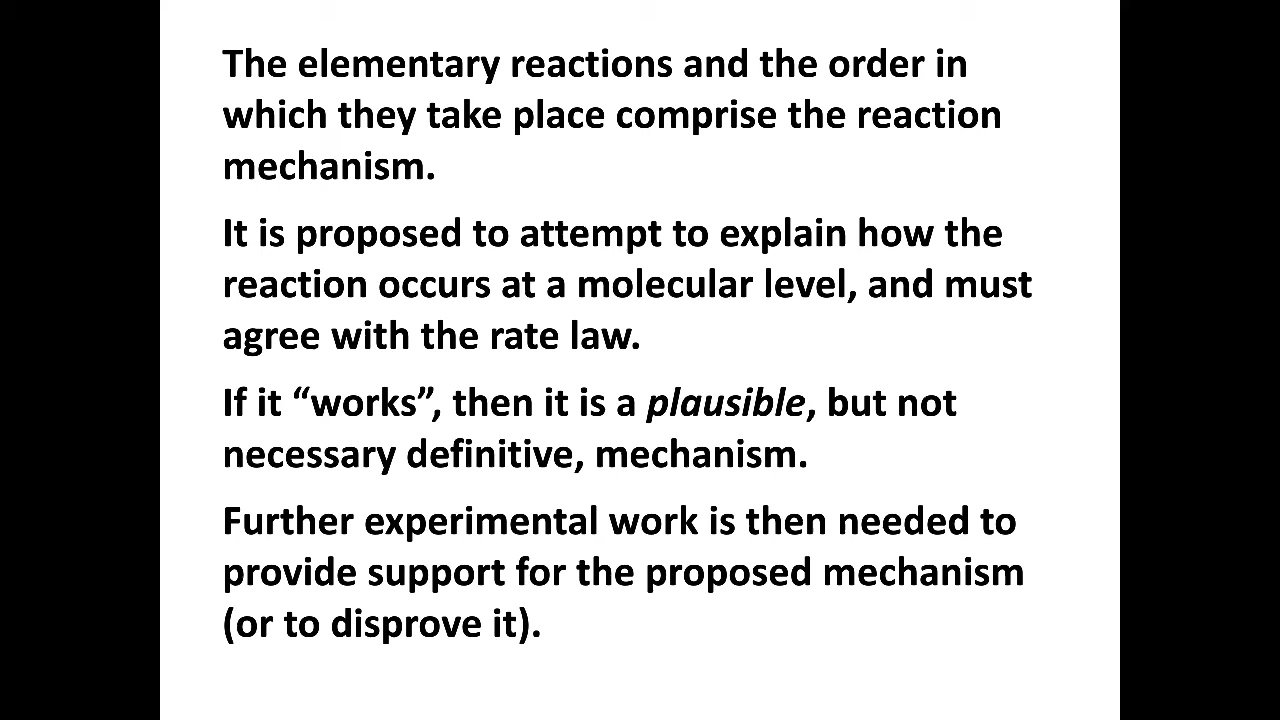 The elementary reactions and the order in
which they take place comprise the reaction
mechanism.
It is proposed to attempt to explain how the
reaction occurs at a molecular level, and must
agree with the rate law.
If it “works”, then it is a plausible, but not
necessary definitive, mechanism.
Further experimental work is then needed to
provide support for the proposed mechanism
(or to disprove it).